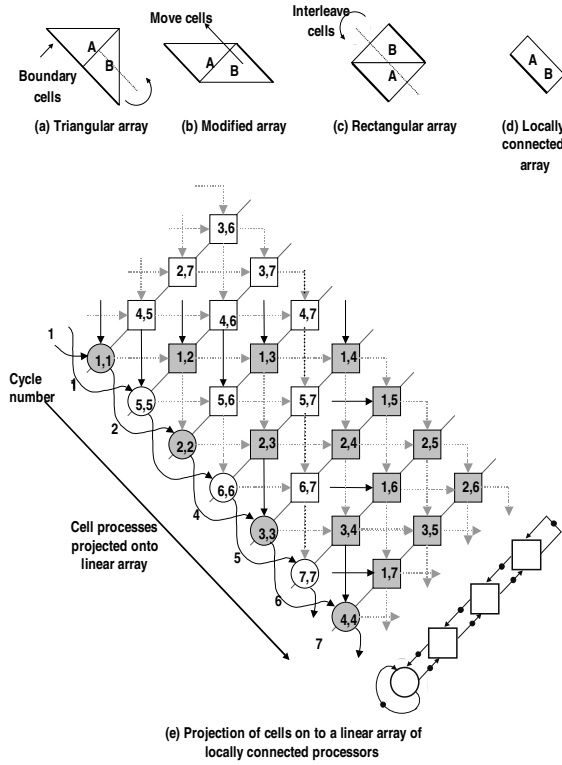 Move cells
A
B
Boundary
cells
(a) Triangular array
A
B
(b) Modified array
Interleave
cells
B
A
(c) Rectangular array
A
B
(d) Locally
connected
array
3,6
2,7
3,7
4,5
4,6
4,7
1
1,1
1,2
1,3
1,4
Cycle
number
1
5,5
5,6
5,7
1,5
2
2,2
2,3
2,4
2,5
6,6
6,7
1,6
2,6
4
3,3
3,4
3,5
Cell processes
projected onto
linear array
5
7,7
1,7
6
4,4
7
(e) Projection of cells on to a linear array of
locally connected processors